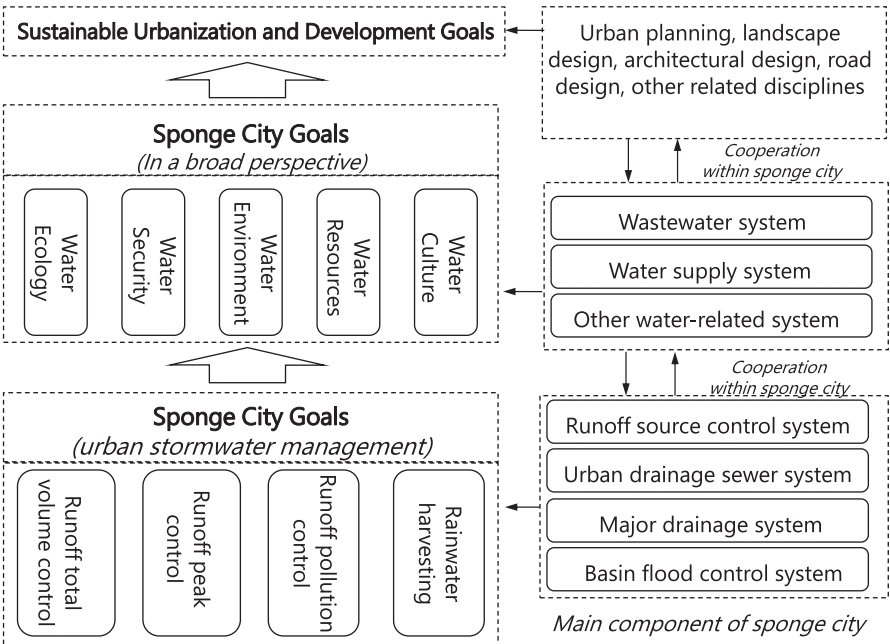 Sustainable Urbanization and Development Goals
Sponge City Goals
(In a broad perspective)
Water
Ecology
Water
Security
Water
Environment
Water
Resources
Water
Culture
Sponge City Goals
(urban stormwater management)
Runoff total
volume control
Runoff peak
control
Runoff pollution
control
Rainwater
harvesting
Urban planning, landscape
design, architectural design, road
design, other related disciplines
Cooperation
within sponge city
Wastewater system
Water supply system
Other water-related system
Cooperation
within sponge city
Runoff source control system
Urban drainage sewer system
Major drainage system
Basin flood control system
Main component of sponge city